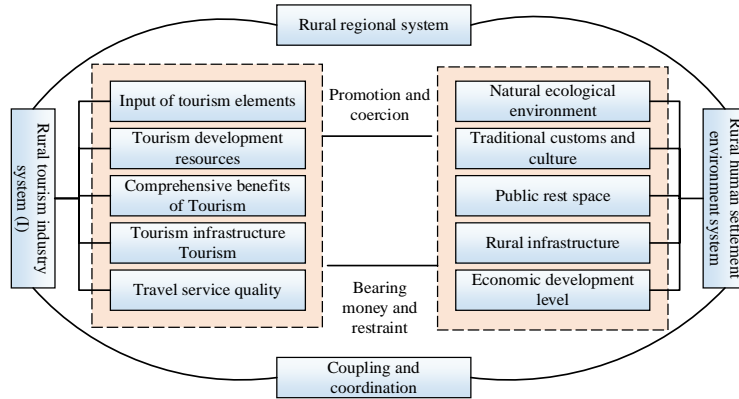 Rural regional system
Rural tourism industry
system (I)
Input of tourism elements
Tourism development
resources
Comprehensive benefits
of Tourism
Tourism infrastructure
Tourism
Travel service quality
Promotion and
coercion
Bearing
money and
restraint
Natural ecological
environment
Traditional customs and
culture
Public rest space
Rural infrastructure
Economic development
level
Rural human settlement
environment system
Coupling and
coordination